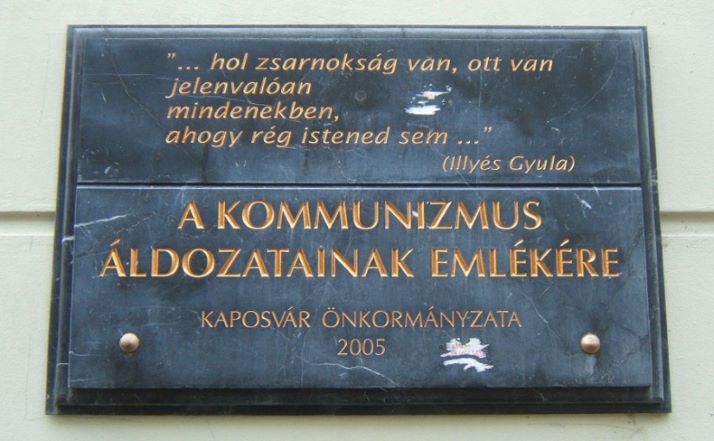 "... hol zsarnokság van, ott van
jelenvalóan
mindenekben,
ahogy rég istened sem ..."
(Illyés Gyula)
A KOMMUNIZMUS
ÁLDOZATAINAK EMLÉKÉRE
KAPOSVÁR ÖNKORMÁNYZATA
2005